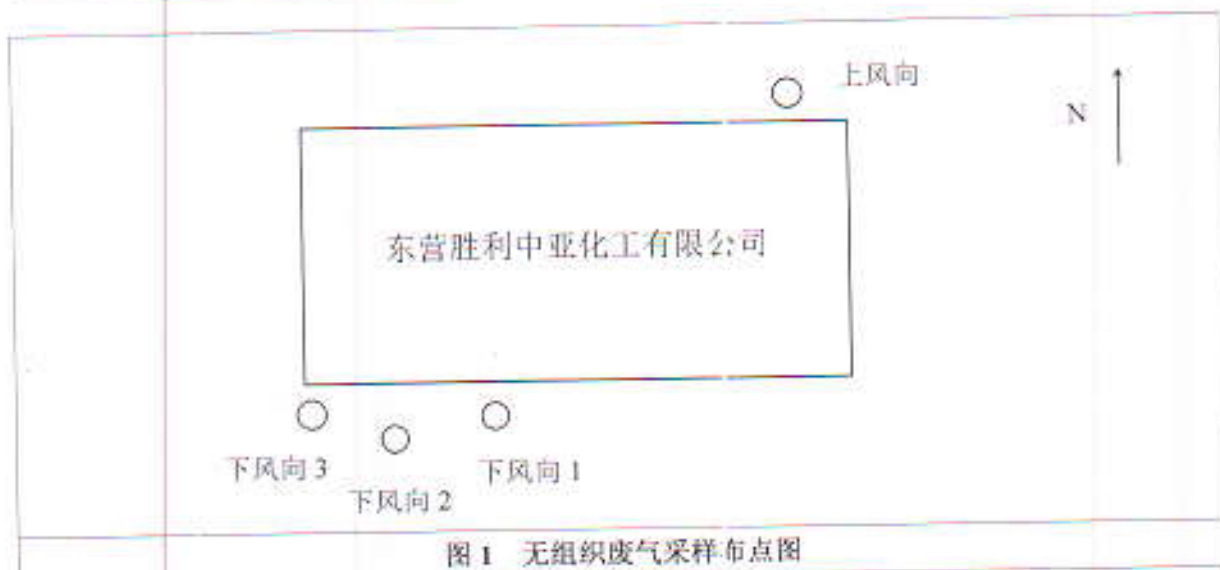 上风向
N
东营胜利中亚化工有限公司
下风向 3
下风向 2
下风向 1
图 1 无组织废气采样布点图